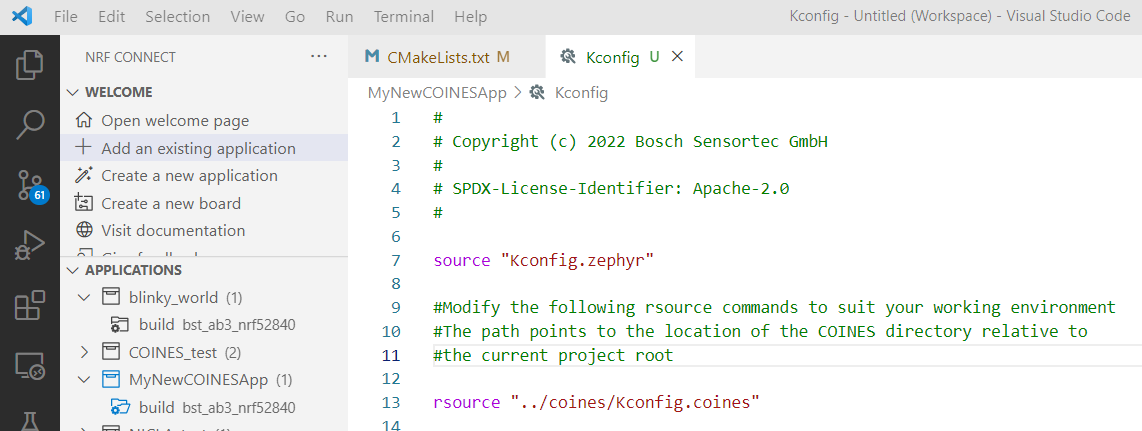 File Edit Selection View Go Run Terminal Help Kconfig - Untitled (Workspace) - Visual Studio Code
NRF CONNECT ···
WELCOME
Open welcome page
Add an existing application
Create a new application
Create a new board
Visit documentation
APPLICATIONS
blinky_world (1)
build bst_ab3_nrf52840
COINES_test (2)
MyNewCOINESApp (1)
build bst_ab3_nrf52840
61
M CMakeLists.txt M
Kconfig U
MyNewCOINESApp > Kconfig
1 #
2 # Copyright (c) 2022 Bosch Sensortec GmbH
3 #
4 # SPDX-License-Identifier: Apache-2.0
5 #
6
7 source "Kconfig.zephyr"
8
9 #Modify the following rsource commands to suit your working environment
10 #The path points to the location of the COINES directory relative to
11 #the current project root
12
13 rsource "../coines/Kconfig.coines"
14